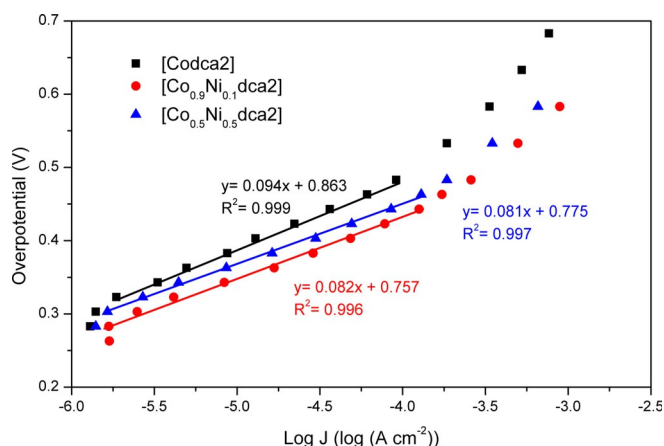 0.7
0.6
0.5
0.4
0.3
0.2
Overpotential (V)
[Codca2]
[Co0.9Ni0.1dca2]
[Co0.5Ni0.5dca2]
y= 0.094x + 0.863
R2= 0.999
y= 0.081x + 0.775
R2= 0.997
y= 0.082x + 0.757
R2= 0.996
-6.0 -5.5 -5.0 -4.5 -4.0 -3.5 -3.0 -2.5
Log J (log (A cm-2))